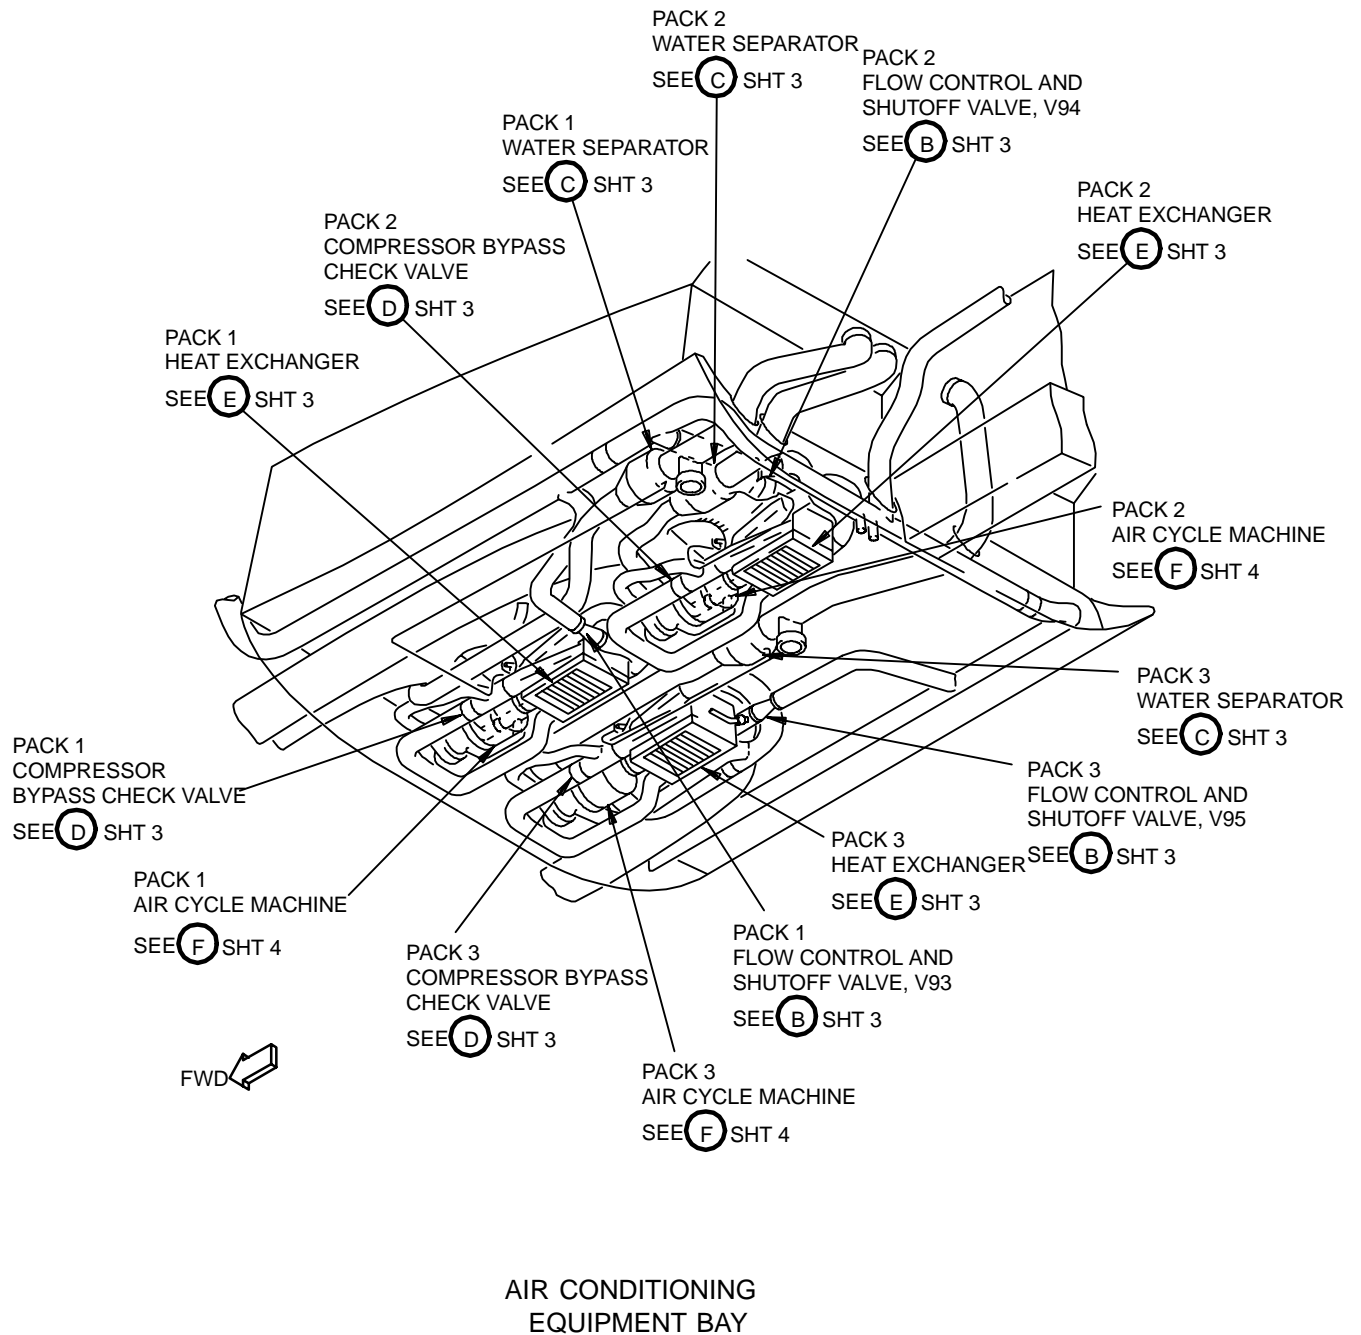 PACK 2
WATER SEPARATOR
SEE C SHT 3
PACK 2
FLOW CONTROL AND
SHUTOFF VALVE, V94
SEE B SHT 3
PACK 1
WATER SEPARATOR
SEE C SHT 3
PACK 2
HEAT EXCHANGER
SEE E SHT 3
PACK 2
COMPRESSOR BYPASS
CHECK VALVE
SEE D SHT 3
PACK 1
HEAT EXCHANGER
SEE E SHT 3
PACK 2
AIR CYCLE MACHINE
SEE F SHT 4
PACK 3
WATER SEPARATOR
SEE C SHT 3
PACK 1
COMPRESSOR
BYPASS CHECK VALVE
SEE D SHT 3
PACK 3
FLOW CONTROL AND
SHUTOFF VALVE, V95
SEE B SHT 3
PACK 3
HEAT EXCHANGER
SEE E SHT 3
PACK 1
AIR CYCLE MACHINE
SEE F SHT 4
PACK 1
FLOW CONTROL AND
SHUTOFF VALVE, V93
SEE B SHT 3
PACK 3
COMPRESSOR BYPASS
CHECK VALVE
SEE D SHT 3
FWD
PACK 3
AIR CYCLE MACHINE
SEE F SHT 4
AIR CONDITIONING
EQUIPMENT BAY